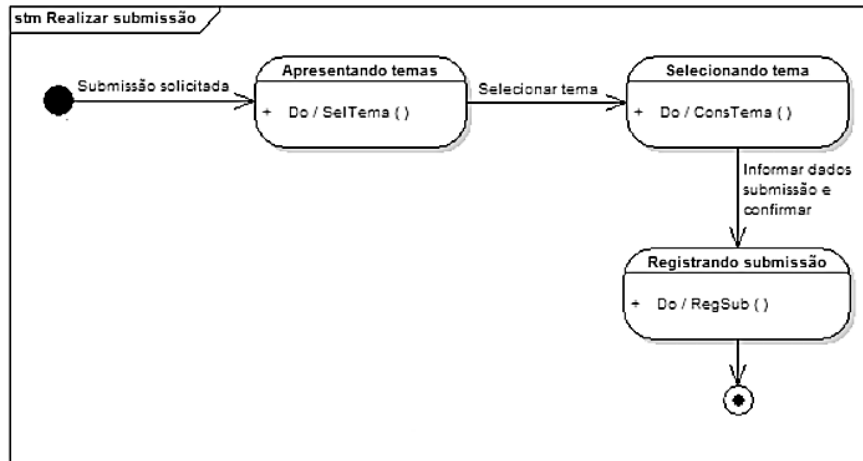 stm Realizar submissão
Submissão solicitada
Apresentando temas
+ Do / SelTema ( )
Selecionar tema
Selecionando tema
+ Do / ConsTema ( )
Informar dados
submissão e
confirmar
Registrando submissão
+ Do / RegSub ( )